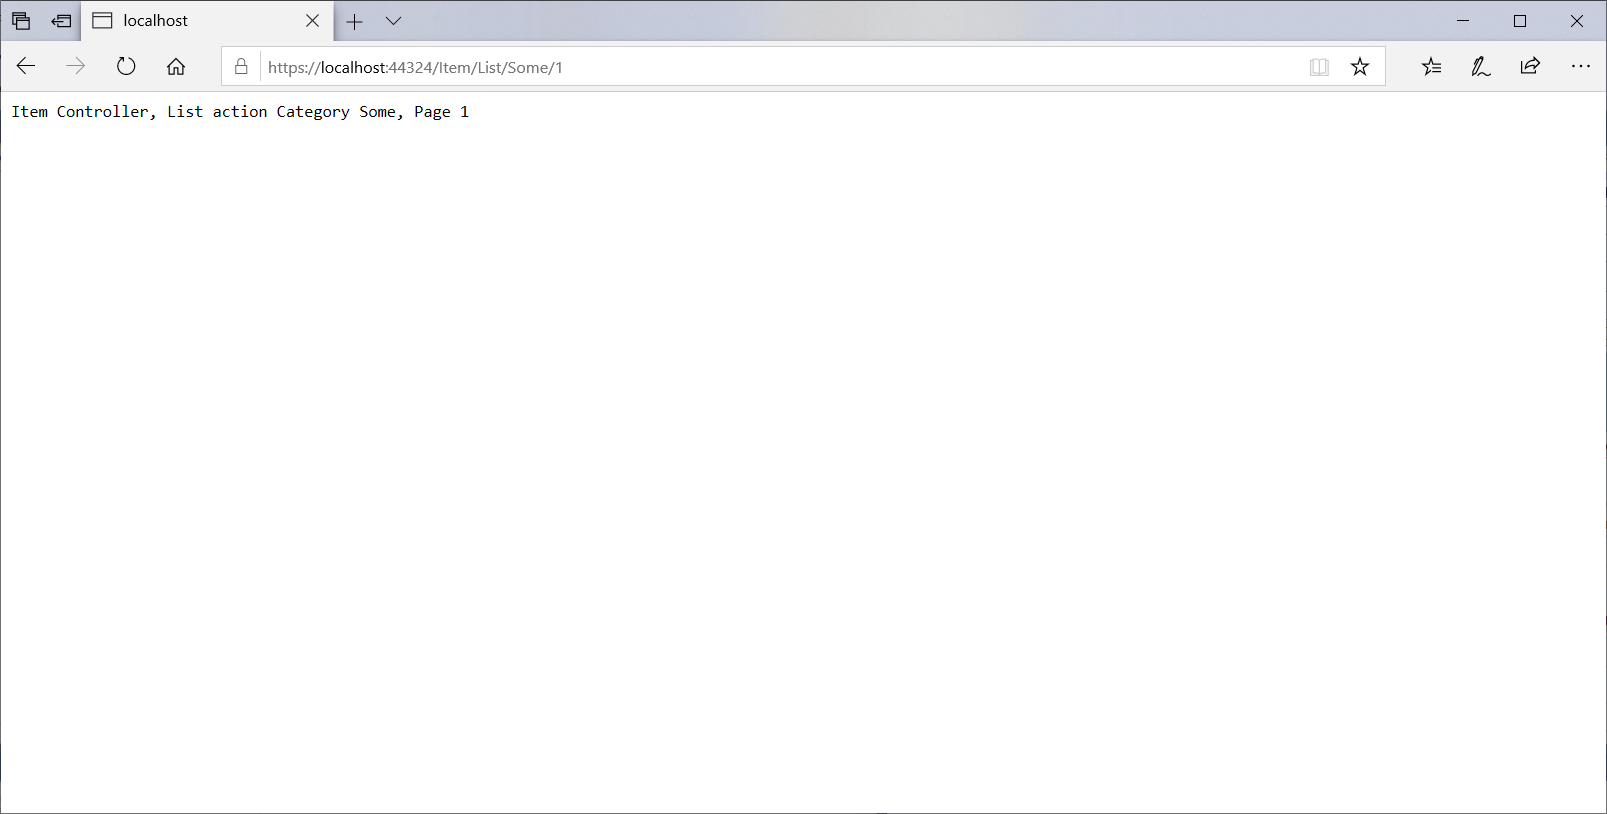 localhost
https://localhost:44324/Item/List/Some/1
Item Controller, List action Category Some, Page 1